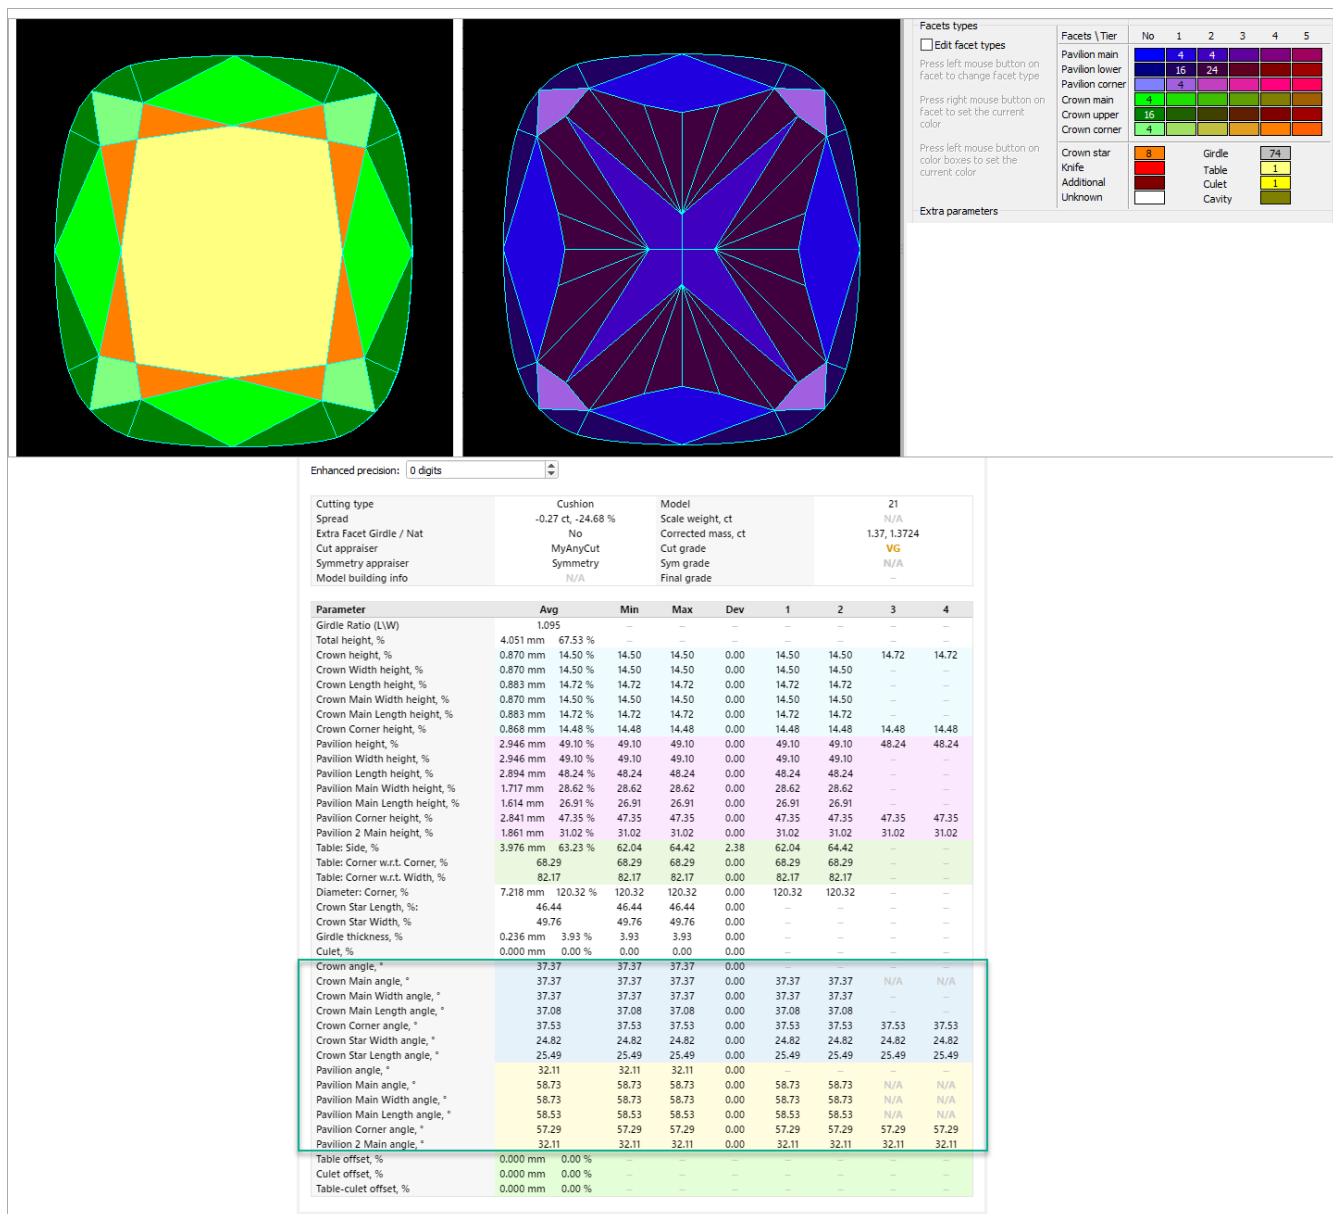 Facets types
Edit facet types
Press left mouse button on
facet to change facet type
Press right mouse button on
facet to set the current
color
Press left mouse button on
color boxes to set the
current color
Extra parameters
Facets \ Tier No 1 2 3 4 5
Pavilion main 4 4
Pavilion lower 16 24
Pavilion corner 4
Crown main 4
Crown upper 16
Crown corner 4
Crown star 8 Girdle 74
Knife Table 1
Additional Culet 1
Unknown Cavity
Enhanced precision: 0 digits
Cutting type Cushion Model 21
Spread -0.27 ct, -24.68 % Scale weight, ct N/A
Extra Facet Girdle / Nat No Corrected mass, ct 1.37, 1.3724
Cut appraiser MyAnyCut Cut grade VG
Symmetry appraiser Symmetry Sym grade N/A
Model building info N/A Final grade –
Parameter Avg Min Max Dev 1 2 3 4
Girdle Ratio (L\W) 1.095 – – – – – – –
Total height, % 4.051 mm 67.53 % – – – – – – –
Crown height, % 0.870 mm 14.50 % 14.50 14.50 0.00 14.50 14.50 14.72 14.72
Crown Width height, % 0.870 mm 14.50 % 14.50 14.50 0.00 14.50 14.50 – –
Crown Length height, % 0.883 mm 14.72 % 14.72 14.72 0.00 14.72 14.72 – –
Crown Main Width height, % 0.870 mm 14.50 % 14.50 14.50 0.00 14.50 14.50 – –
Crown Main Length height, % 0.883 mm 14.72 % 14.72 14.72 0.00 14.72 14.72 – –
Crown Corner height, % 0.868 mm 14.48 % 14.48 14.48 0.00 14.48 14.48 14.48 14.48
Pavilion height, % 2.946 mm 49.10 % 49.10 49.10 0.00 49.10 49.10 48.24 48.24
Pavilion Width height, % 2.946 mm 49.10 % 49.10 49.10 0.00 49.10 49.10 – –
Pavilion Length height, % 2.894 mm 48.24 % 48.24 48.24 0.00 48.24 48.24 – –
Pavilion Main Width height, % 1.717 mm 28.62 % 28.62 28.62 0.00 28.62 28.62 – –
Pavilion Main Length height, % 1.614 mm 26.91 % 26.91 26.91 0.00 26.91 26.91 – –
Pavilion Corner height, % 2.841 mm 47.35 % 47.35 47.35 0.00 47.35 47.35 47.35 47.35
Pavilion 2 Main height, % 1.861 mm 31.02 % 31.02 31.02 0.00 31.02 31.02 31.02 31.02
Table: Side, % 3.976 mm 63.23 % 62.04 64.42 2.38 62.04 64.42 – –
Table: Corner w.r.t. Corner, % 68.29 68.29 68.29 0.00 68.29 68.29 – –
Table: Corner w.r.t. Width, % 82.17 82.17 82.17 0.00 82.17 82.17 – –
Diameter: Corner, % 7.218 mm 120.32 % 120.32 120.32 0.00 120.32 120.32 – –
Crown Star Length, %: 46.44 46.44 46.44 0.00 – – – –
Crown Star Width, % 49.76 49.76 49.76 0.00 – – – –
Girdle thickness, % 0.236 mm 3.93 % 3.93 3.93 0.00 – – – –
Culet, % 0.000 mm 0.00 % 0.00 0.00 0.00 – – – –
Crown angle, ° 37.37 37.37 37.37 0.00 – – – –
Crown Main angle, ° 37.37 37.37 37.37 0.00 37.37 37.37 N/A N/A
Crown Main Width angle, ° 37.37 37.37 37.37 0.00 37.37 37.37 – –
Crown Main Length angle, ° 37.08 37.08 37.08 0.00 37.08 37.08 – –
Crown Corner angle, ° 37.53 37.53 37.53 0.00 37.53 37.53 37.53 37.53
Crown Star Width angle, ° 24.82 24.82 24.82 0.00 24.82 24.82 24.82 24.82
Crown Star Length angle, ° 25.49 25.49 25.49 0.00 25.49 25.49 25.49 25.49
Pavilion angle, ° 32.11 32.11 32.11 0.00 – – – –
Pavilion Main angle, ° 58.73 58.73 58.73 0.00 58.73 58.73 N/A N/A
Pavilion Main Width angle, ° 58.73 58.73 58.73 0.00 58.73 58.73 N/A N/A
Pavilion Main Length angle, ° 58.53 58.53 58.53 0.00 58.53 58.53 N/A N/A
Pavilion Corner angle, ° 57.29 57.29 57.29 0.00 57.29 57.29 57.29 57.29
Pavilion 2 Main angle, ° 32.11 32.11 32.11 0.00 32.11 32.11 32.11 32.11
Table offset, % 0.000 mm 0.00 % – – – – – – –
Culet offset, % 0.000 mm 0.00 % – – – – – – –
Table-culet offset, % 0.000 mm 0.00 % – – – – – – –